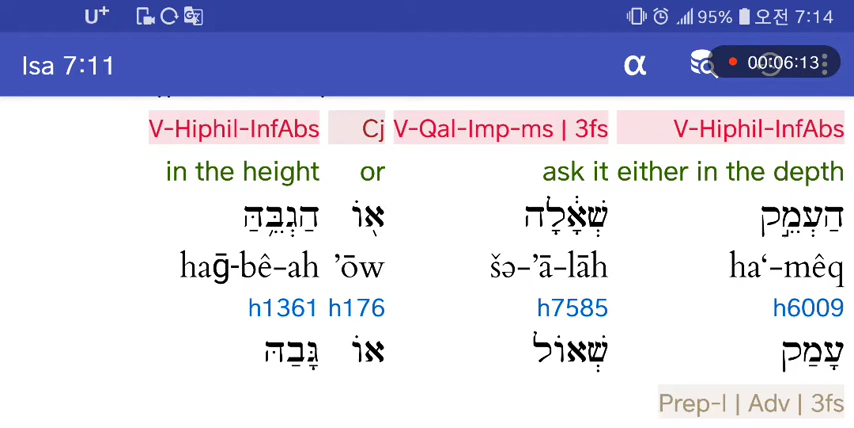 U+ 95% 오전 7:14
Isa 7:11 α 00:06:13
V-Hiphil-InfAbs Cj V-Qal-Imp-ms | 3fs V-Hiphil-InfAbs
in the height or ask it either in the depth
הַעְמֵ֣ק שְׁאָ֔לָה א֖וֹ הַגְבֵּ֥הַּ
haḡ-bê-ah ’ōw šə-’ā-lāh ha‘-mêq
h1361 h176 h7585 h6009
עָמַק שְׁאוֹל אוֹ גָּבַהּ
Prep-l | Adv | 3fs